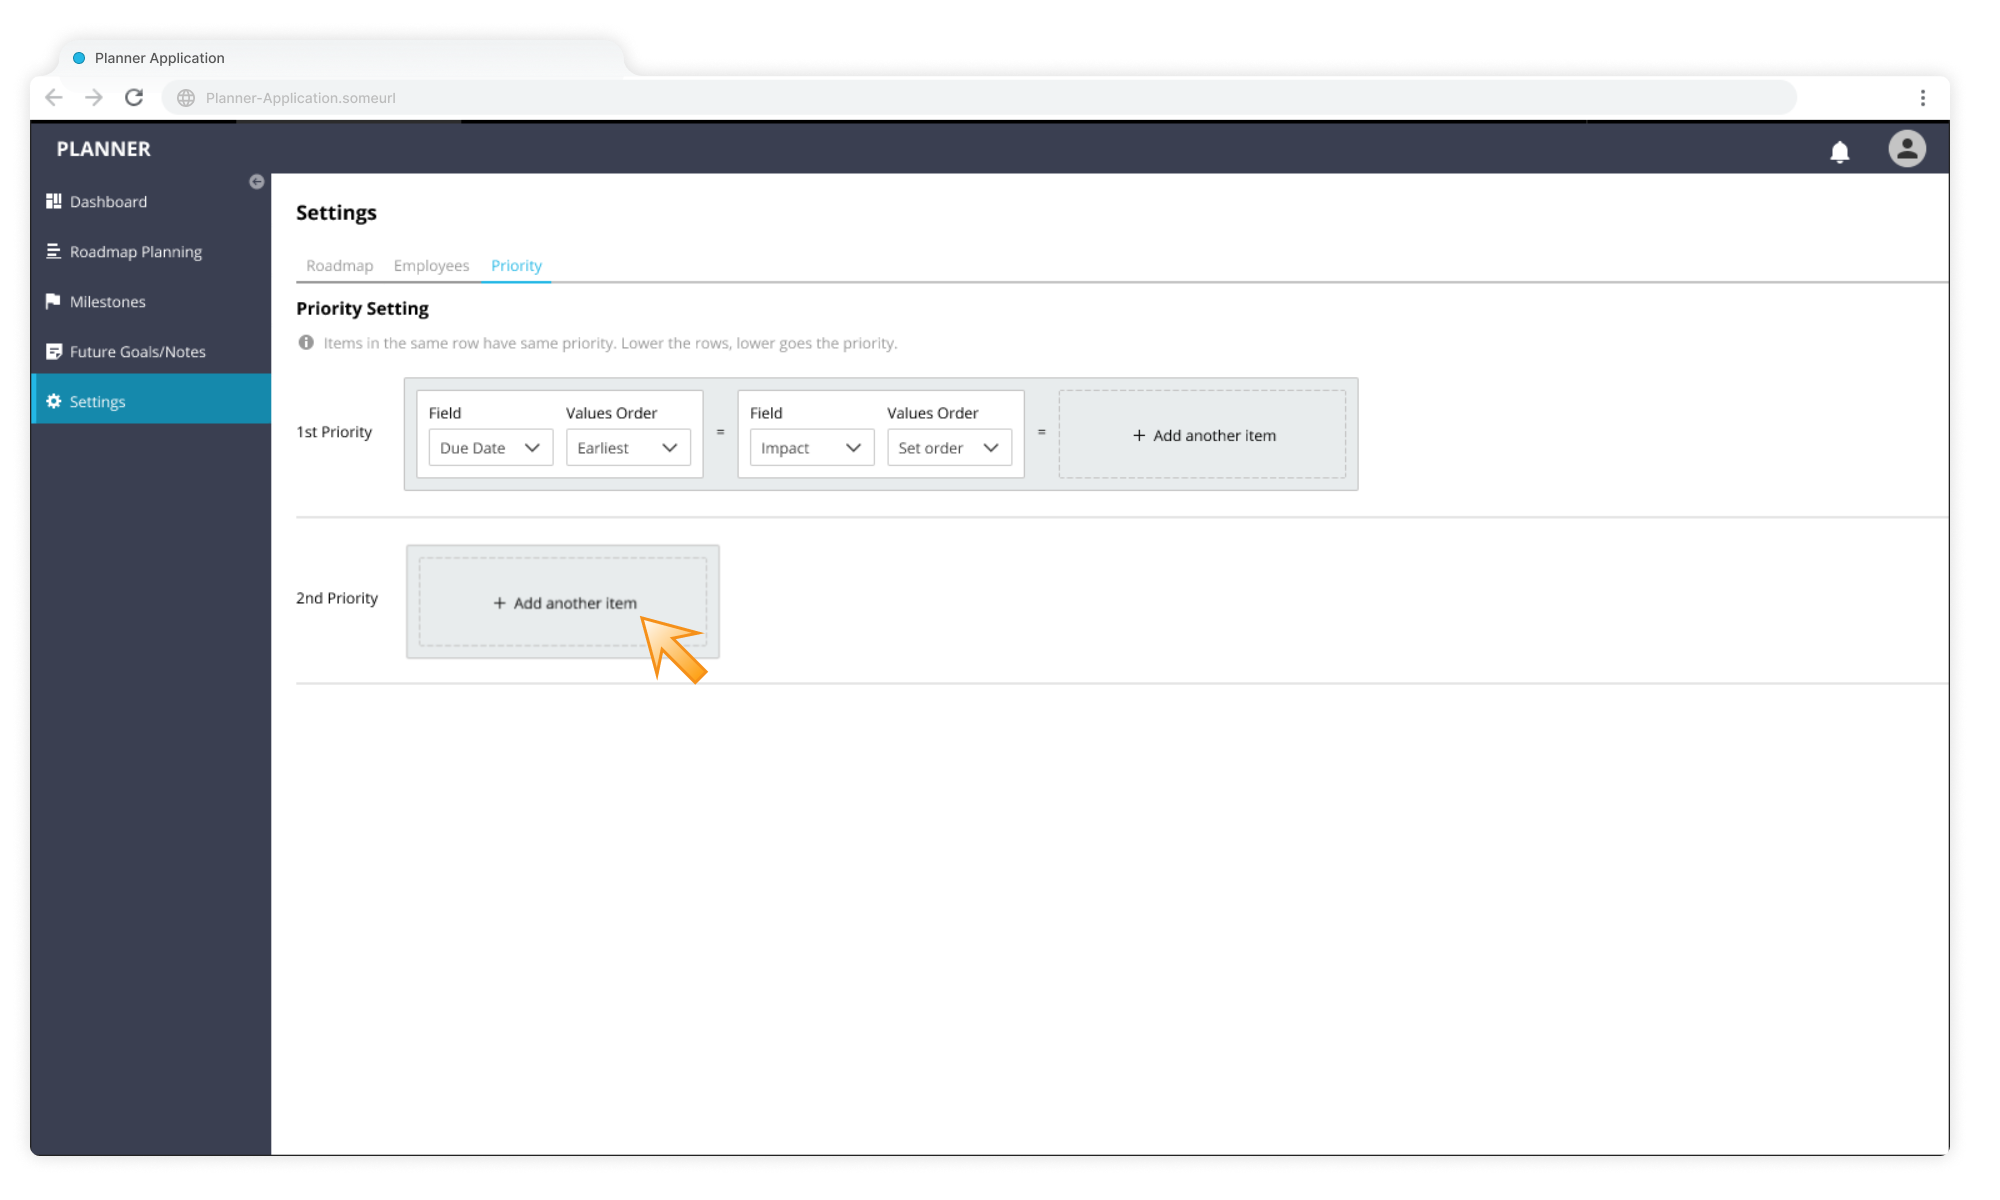 Planner Application
Planner-Application.someurl
PLANNER
Dashboard
Roadmap Planning
Milestones
Future Goals/Notes
Settings
Settings
Roadmap Employees Priority
Priority Setting
Items in the same row have same priority. Lower the rows, lower goes the priority.
1st Priority
Field Values Order
Due Date Earliest
=
Field Values Order
Impact Set order
=
+ Add another item
2nd Priority
+ Add another item